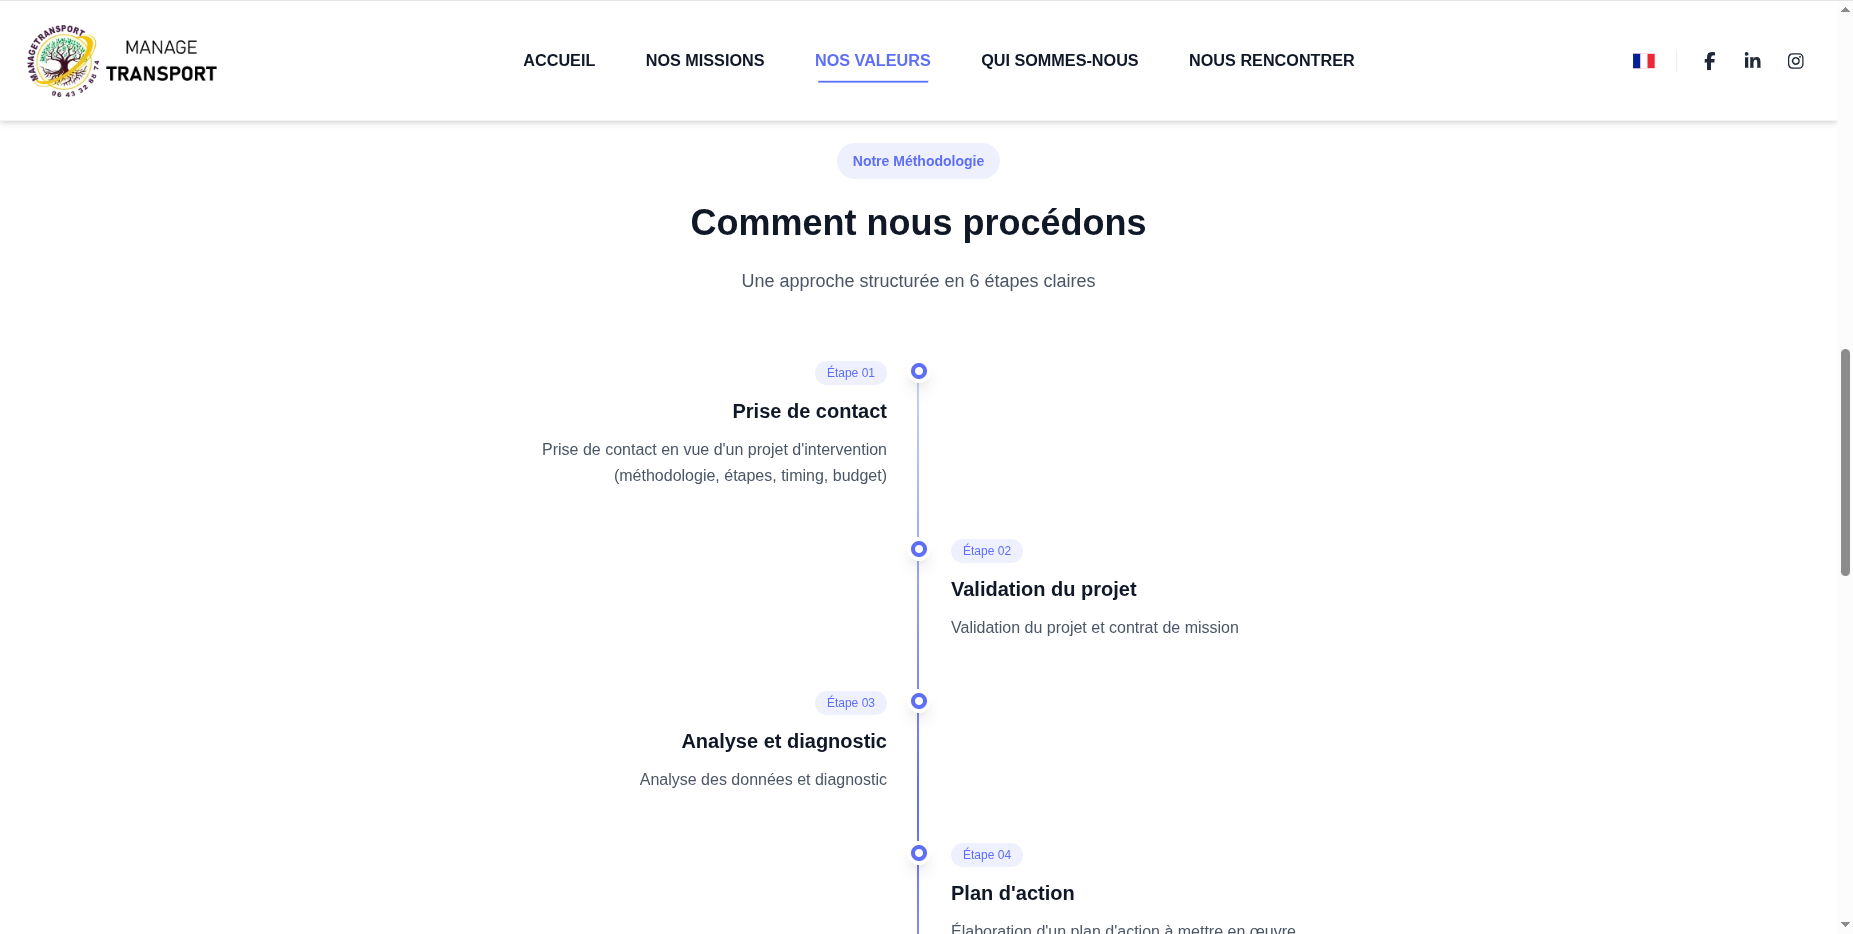 MANAGETRANSPORT
06 43 32 88 74
MANAGE
TRANSPORT
ACCUEIL
NOS MISSIONS
NOS VALEURS
QUI SOMMES-NOUS
NOUS RENCONTRER
Notre Méthodologie
Comment nous procédons
Une approche structurée en 6 étapes claires
Étape 01
Prise de contact
Prise de contact en vue d'un projet d'intervention
(méthodologie, étapes, timing, budget)
Étape 02
Validation du projet
Validation du projet et contrat de mission
Étape 03
Analyse et diagnostic
Analyse des données et diagnostic
Étape 04
Plan d'action
Élaboration d'un plan d'action à mettre en œuvre